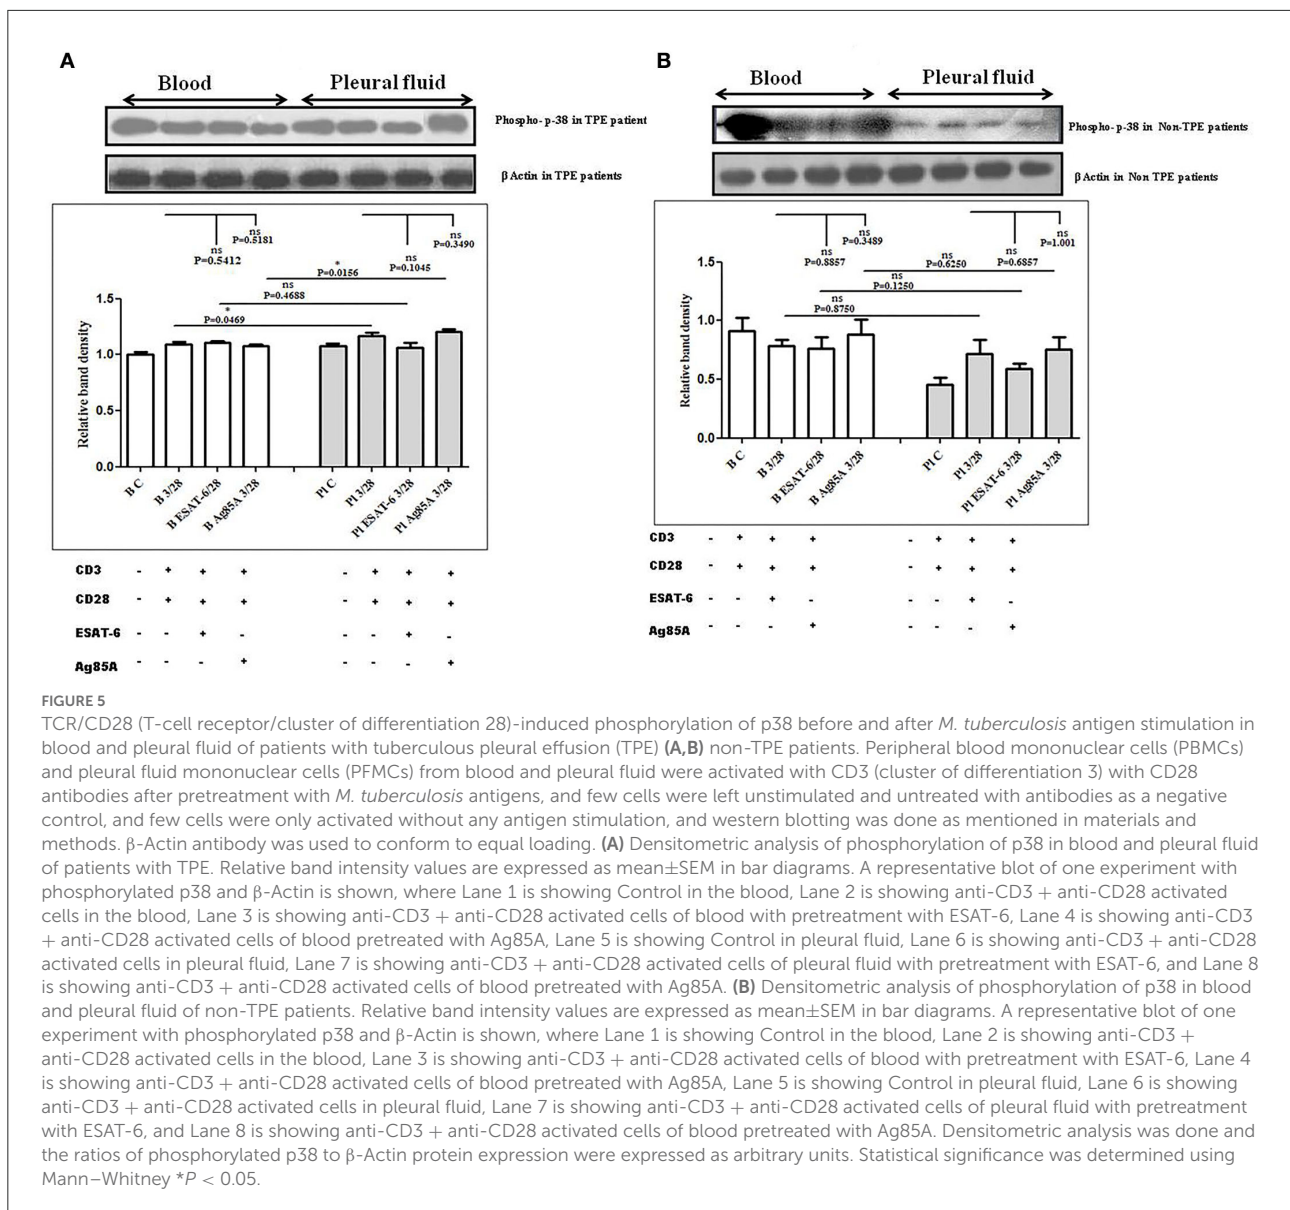 A
Blood
Pleural fluid
Phospho- p-38 in TPE patient
β Actin in TPE patients
ns
P=0.5181
ns
P=0.5412
ns
P=0.3490
ns
P=0.1045
*
P=0.0156
ns
P=0.4688
*
P=0.0469
Relative band density
1.5
1.0
0.5
0.0
B C
B 3/28
B ESAT-6/28
B Ag85A 3/28
Pl C
Pl 3/28
Pl ESAT-6 3/28
Pl Ag85A 3/28
CD3 - + + + - + + +
CD28 - + + + - + + +
ESAT-6 - - + - - - + -
Ag85A - - - + - - - +
B
Blood
Pleural fluid
Phospho- p-38 in Non-TPE patients
β Actin in Non TPE patients
ns
P=0.3489
ns
P=0.8857
ns
P=1.001
ns
P=0.6857
ns
P=0.6250
ns
P=0.1250
ns
P=0.8750
Relative band density
1.5
1.0
0.5
0.0
B C
B 3/28
B ESAT-6/28
B Ag85A 3/28
Pl C
Pl 3/28
Pl ESAT-6 3/28
Pl Ag85A 3/28
CD3 - + + + - + + +
CD28 - + + + - + + +
ESAT-6 - - + - - - + -
Ag85A - - - + - - - +
FIGURE 5
TCR/CD28 (T-cell receptor/cluster of differentiation 28)-induced phosphorylation of p38 before and after M. tuberculosis antigen stimulation in
blood and pleural fluid of patients with tuberculous pleural effusion (TPE) (A,B) non-TPE patients. Peripheral blood mononuclear cells (PBMCs)
and pleural fluid mononuclear cells (PFMCs) from blood and pleural fluid were activated with CD3 (cluster of differentiation 3) with CD28
antibodies after pretreatment with M. tuberculosis antigens, and few cells were left unstimulated and untreated with antibodies as a negative
control, and few cells were only activated without any antigen stimulation, and western blotting was done as mentioned in materials and
methods. β-Actin antibody was used to conform to equal loading. (A) Densitometric analysis of phosphorylation of p38 in blood and pleural fluid
of patients with TPE. Relative band intensity values are expressed as mean±SEM in bar diagrams. A representative blot of one experiment with
phosphorylated p38 and β-Actin is shown, where Lane 1 is showing Control in the blood, Lane 2 is showing anti-CD3 + anti-CD28 activated
cells in the blood, Lane 3 is showing anti-CD3 + anti-CD28 activated cells of blood with pretreatment with ESAT-6, Lane 4 is showing anti-CD3
+ anti-CD28 activated cells of blood pretreated with Ag85A, Lane 5 is showing Control in pleural fluid, Lane 6 is showing anti-CD3 + anti-CD28
activated cells in pleural fluid, Lane 7 is showing anti-CD3 + anti-CD28 activated cells of pleural fluid with pretreatment with ESAT-6, and Lane 8
is showing anti-CD3 + anti-CD28 activated cells of blood pretreated with Ag85A. (B) Densitometric analysis of phosphorylation of p38 in blood
and pleural fluid of non-TPE patients. Relative band intensity values are expressed as mean±SEM in bar diagrams. A representative blot of one
experiment with phosphorylated p38 and β-Actin is shown, where Lane 1 is showing Control in the blood, Lane 2 is showing anti-CD3 +
anti-CD28 activated cells in the blood, Lane 3 is showing anti-CD3 + anti-CD28 activated cells of blood with pretreatment with ESAT-6, Lane 4
is showing anti-CD3 + anti-CD28 activated cells of blood pretreated with Ag85A, Lane 5 is showing Control in pleural fluid, Lane 6 is showing
anti-CD3 + anti-CD28 activated cells in pleural fluid, Lane 7 is showing anti-CD3 + anti-CD28 activated cells of pleural fluid with pretreatment
with ESAT-6, and Lane 8 is showing anti-CD3 + anti-CD28 activated cells of blood pretreated with Ag85A. Densitometric analysis was done and
the ratios of phosphorylated p38 to β-Actin protein expression were expressed as arbitrary units. Statistical significance was determined using
Mann–Whitney *P < 0.05.